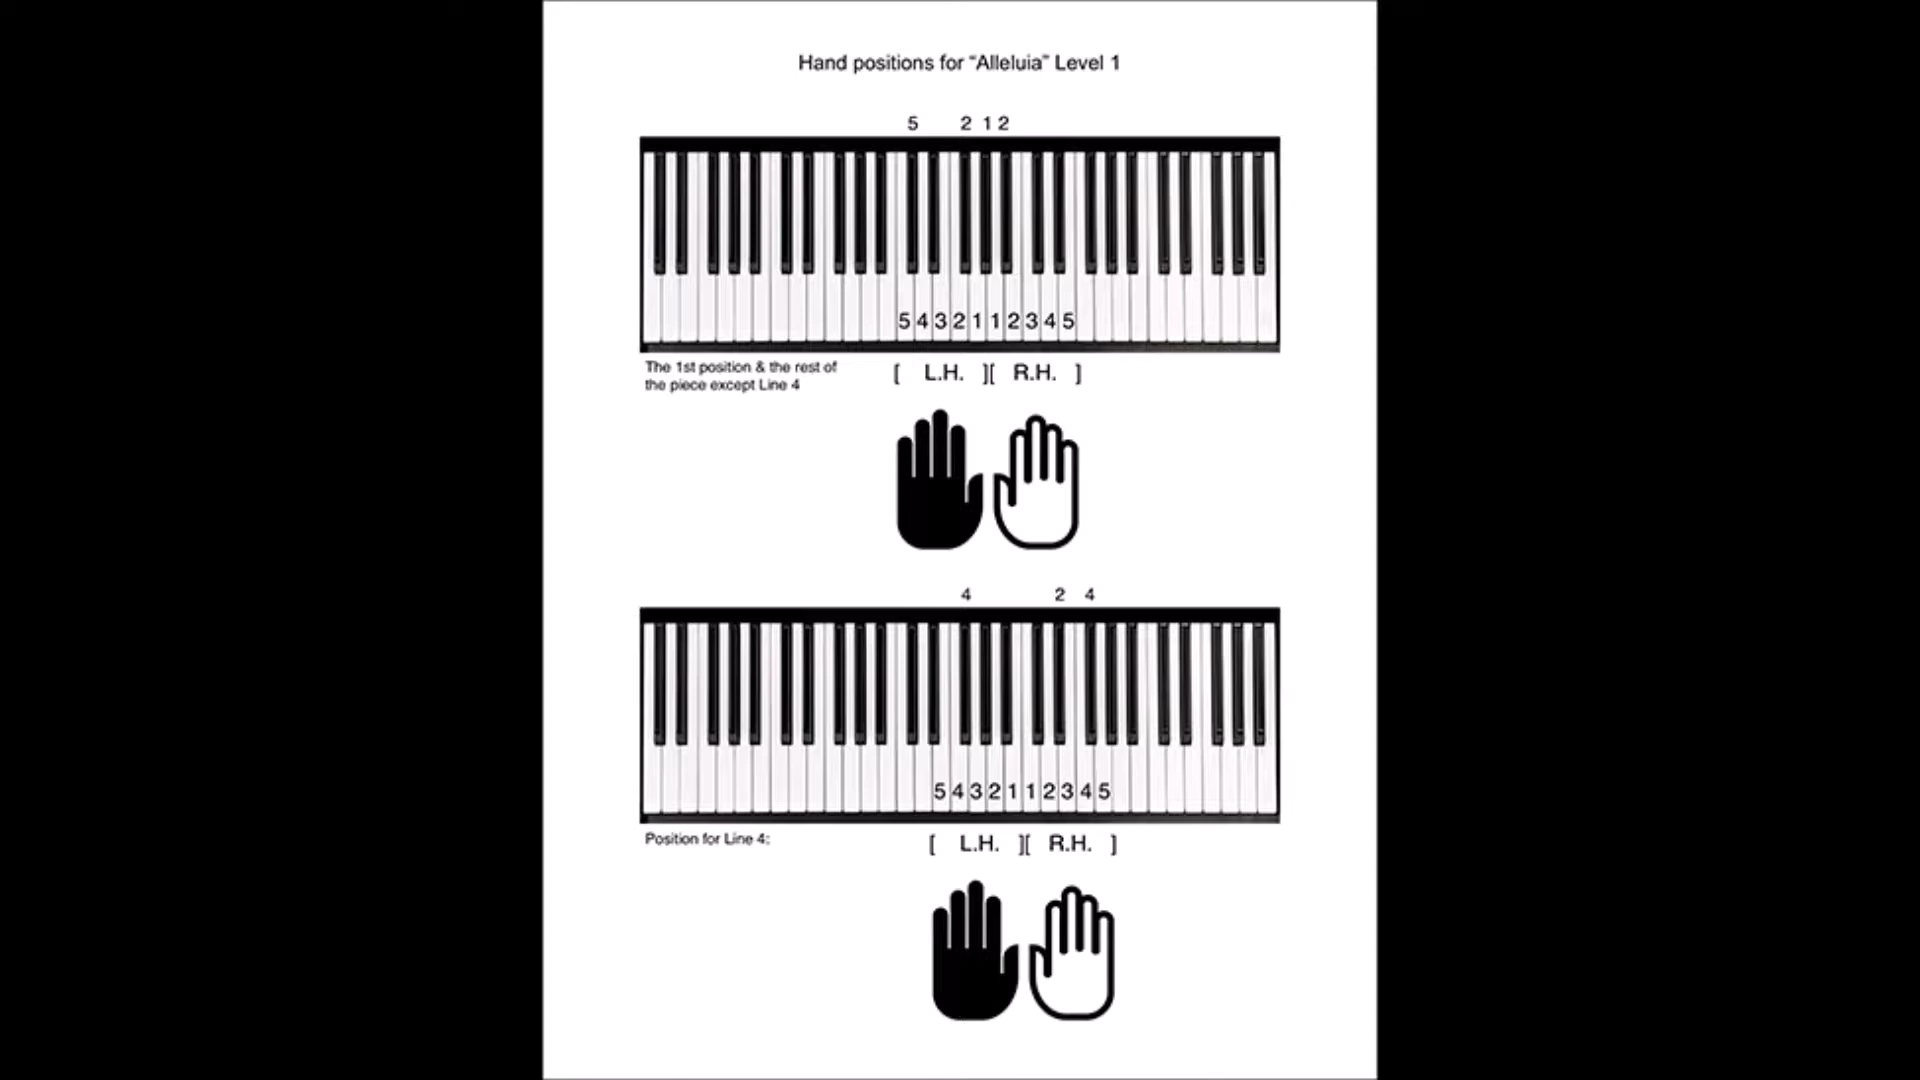 Hand positions for “Alleluia” Level 1
5 2 1 2
5 4 3 2 1 1 2 3 4 5
The 1st position & the rest of
the piece except Line 4
[ L.H. ][ R.H. ]
4 2 4
5 4 3 2 1 1 2 3 4 5
Position for Line 4:
[ L.H. ][ R.H. ]